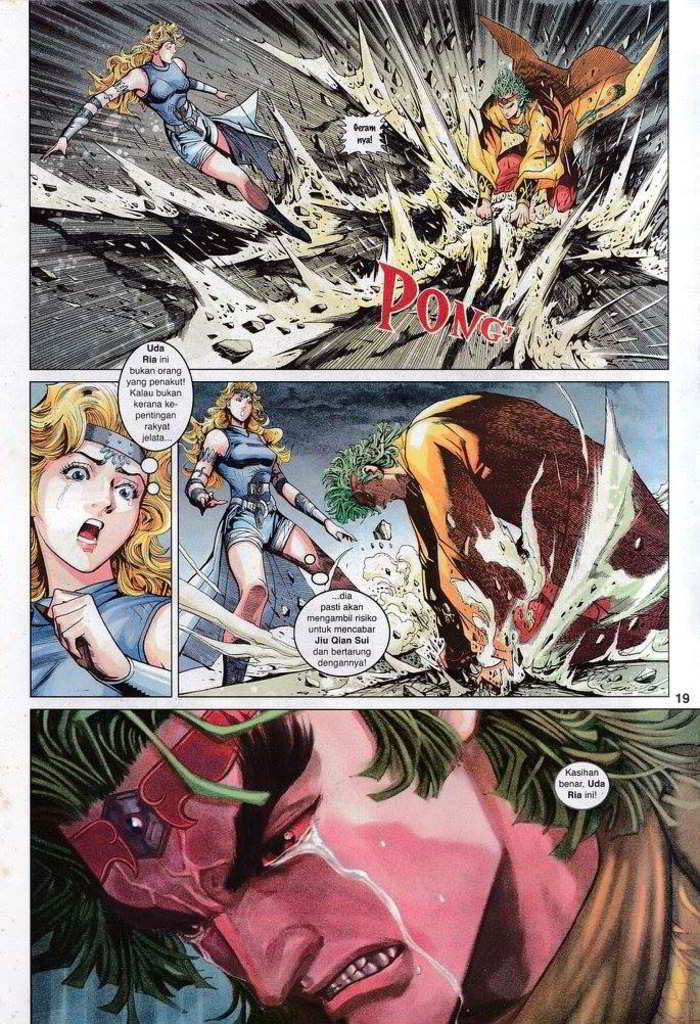 Geram
nya!
PONG!
Uda
Ria ini
bukan orang
yang penakut!
Kalau bukan
kerana ke-
pentingan
rakyat
jelata...
...dia
pasti akan
mengambil risiko
untuk mencabar
Jiu Qian Sui
dan bertarung
dengannya!
19
Kasihan
benar, Uda
Ria ini!